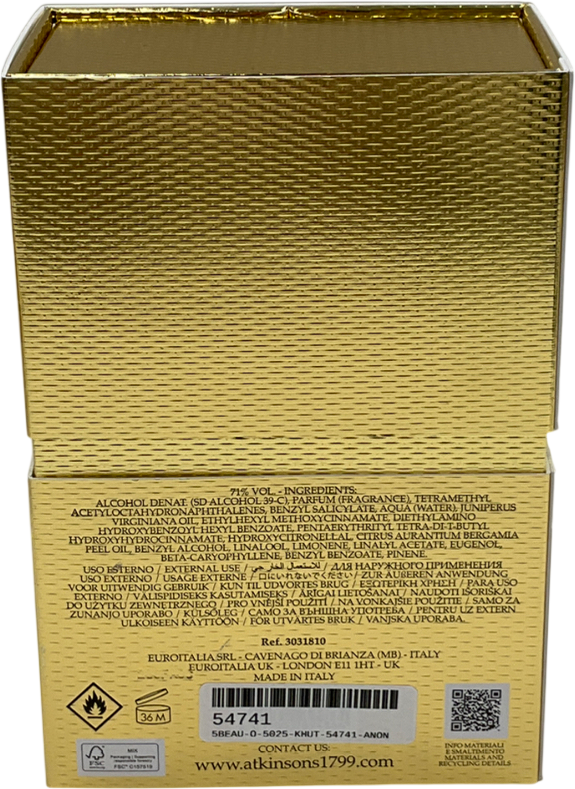 71% VOL. - INGREDIENTS:
ALCOHOL DENAT. (SD ALCOHOL 39-C), PARFUM (FRAGRANCE), TETRAMETHYL
ACETYLOCTAHYDRONAPHTHALENES, BENZYL SALICYLATE, AQUA (WATER), JUNIPERUS
VIRGINIANA OIL, ETHYLHEXYL METHOXYCINNAMATE, DIETHYLAMINO
HYDROXYBENZOYL HEXYL BENZOATE, PENTAERYTHRITYL TETRA-DI-T-BUTYL
HYDROXYHYDROCINNAMATE, HYDROXYCITRONELLAL, CITRUS AURANTIUM BERGAMIA
PEEL OIL, BENZYL ALCOHOL, LINALOOL, LIMONENE, LINALYL ACETATE, EUGENOL,
BETA-CARYOPHYLLENE, BENZYL BENZOATE, PINENE.
USO ESTERNO / EXTERNAL USE / للاستعمال الخارجي / ДЛЯ НАРУЖНОГО ПРИМЕНЕНИЯ
USO EXTERNO / USAGE EXTERNE / 口にいれないでください / ZUR ÄUßEREN ANWENDUNG
VOOR UITWENDIG GEBRUIK / KUN TIL UDVORTES BRUG / ΕΞΩΤΕΡΙΚΗ ΧΡΗΣΗ / PARA USO
EXTERNO / VÄLISPIDISEKS KASUTAMISEKS / ĀRĪGAI LIETOŠANAI / NAUDOTI IŠORIŠKAI
DO UŻYTKU ZEWNĘTRZNEGO / PRO VNĚJŠÍ POUŽITÍ / NA VONKAJŠIE POUŽITIE / SAMO ZA
ZUNANJO UPORABO / KÜLSŐLEG / САМО ЗА ВЪНШНА УПОТРЕБА / PENTRU UZ EXTERN
ULKOISEEN KÄYTTÖÖN / FÖR UTVÄRTES BRUK / VANJSKA UPORABA.
Ref. 3031810
EUROITALIA SRL - CAVENAGO DI BRIANZA (MB) - ITALY
EUROITALIA UK - LONDON E11 1HT - UK
MADE IN ITALY
36 M
54741
5BEAU-O-5025-KHUT-54741-ANON
CONTACT US:
www.atkinsons1799.com
FSC
MIX
Packaging | Supporting
responsible forestry
INFO MATERIALI
E SMALTIMENTO
MATERIALS AND
RECYCLING DETAILS